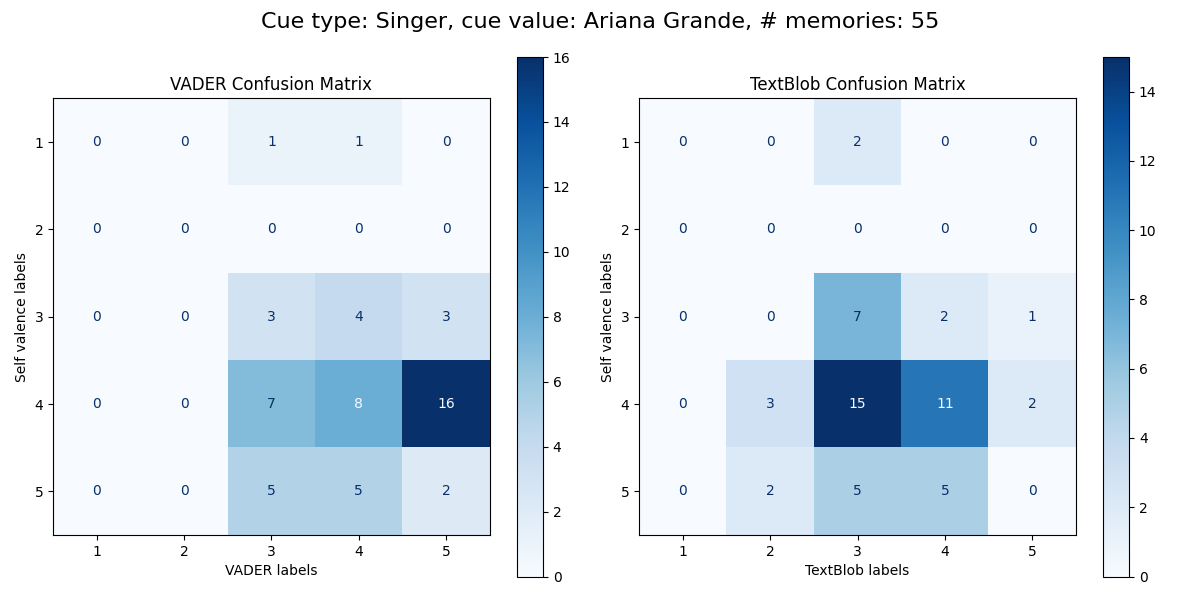 Cue type: Singer, cue value: Ariana Grande, # memories: 55
VADER Confusion Matrix
1 0 0 1 1 0
2 0 0 0 0 0
3 0 0 3 4 3
4 0 0 7 8 16
5 0 0 5 5 2
1 2 3 4 5
VADER labels
Self valence labels
16
14
12
10
8
6
4
2
0
TextBlob Confusion Matrix
1 0 0 2 0 0
2 0 0 0 0 0
3 0 0 7 2 1
4 0 3 15 11 2
5 0 2 5 5 0
1 2 3 4 5
TextBlob labels
Self valence labels
14
12
10
8
6
4
2
0